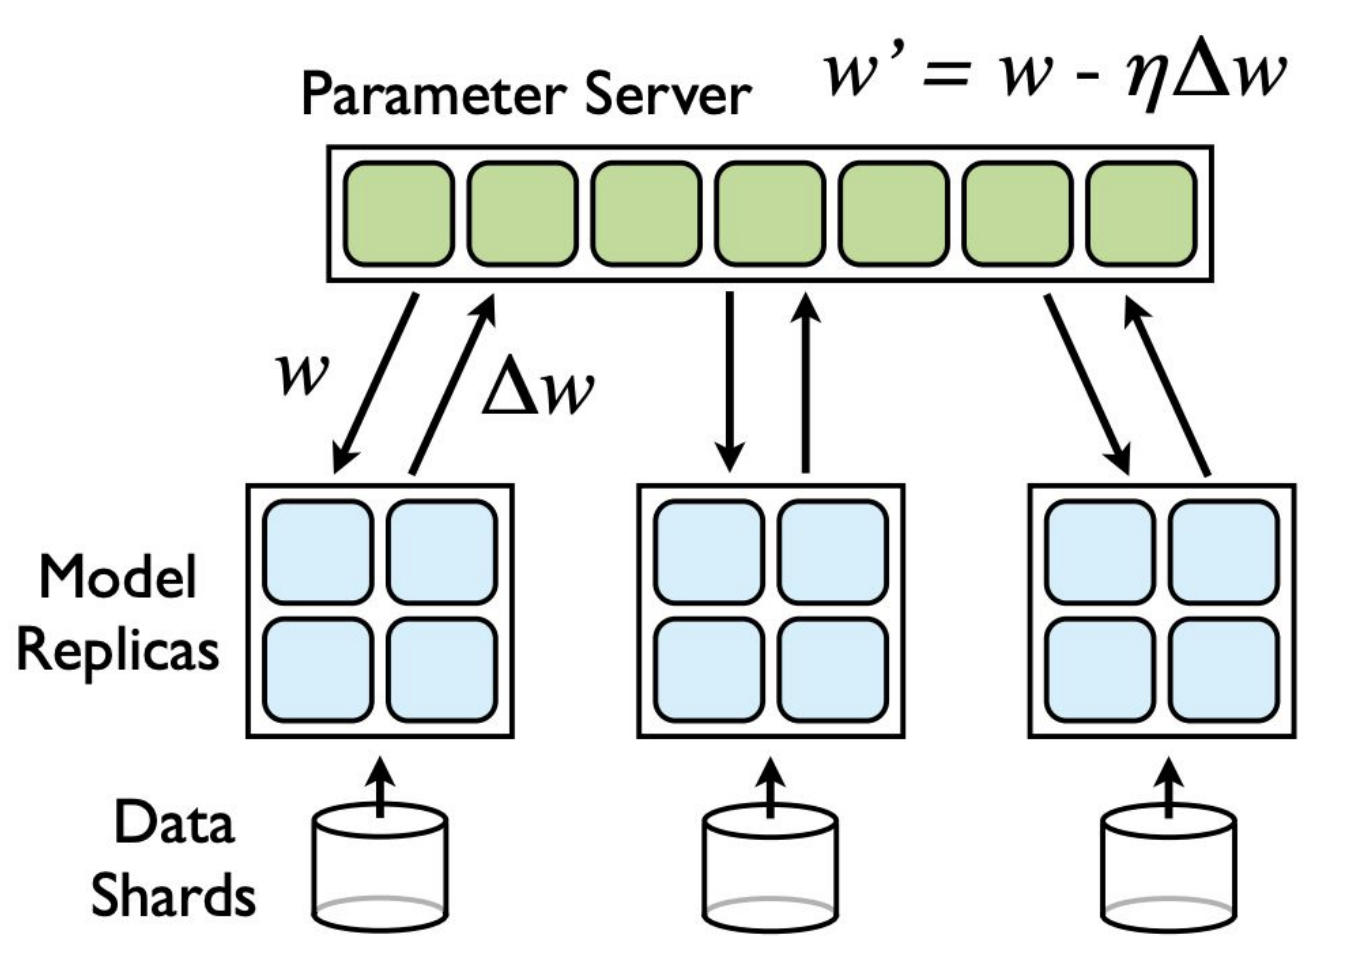 Parameter Server
w’ = w - ηΔw
w
Δw
Model
Replicas
Data
Shards